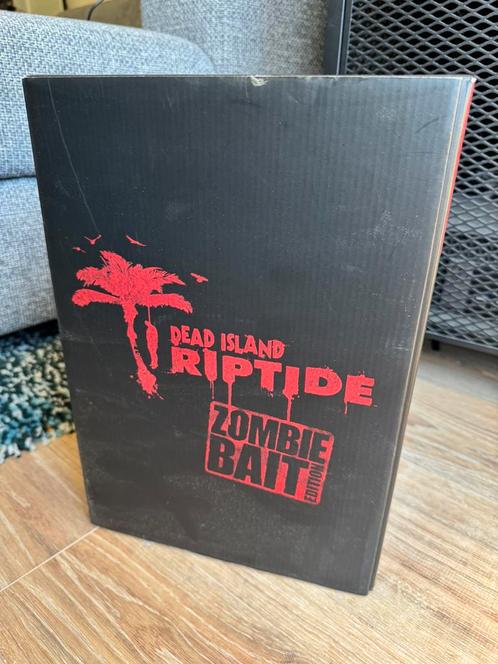 DEAD ISLAND
RIPTIDE
ZOMBIE
BAIT
EDITION